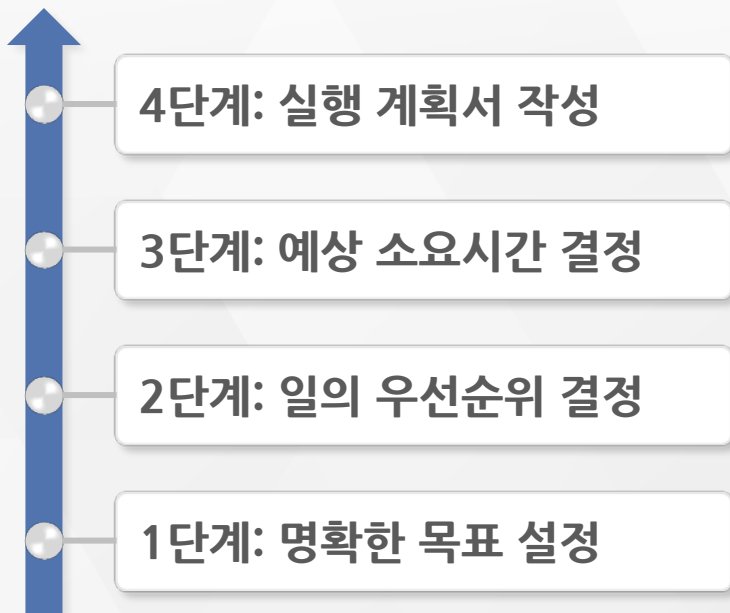 4단계: 실행 계획서 작성
3단계: 예상 소요시간 결정
2단계: 일의 우선순위 결정
1단계: 명확한 목표 설정